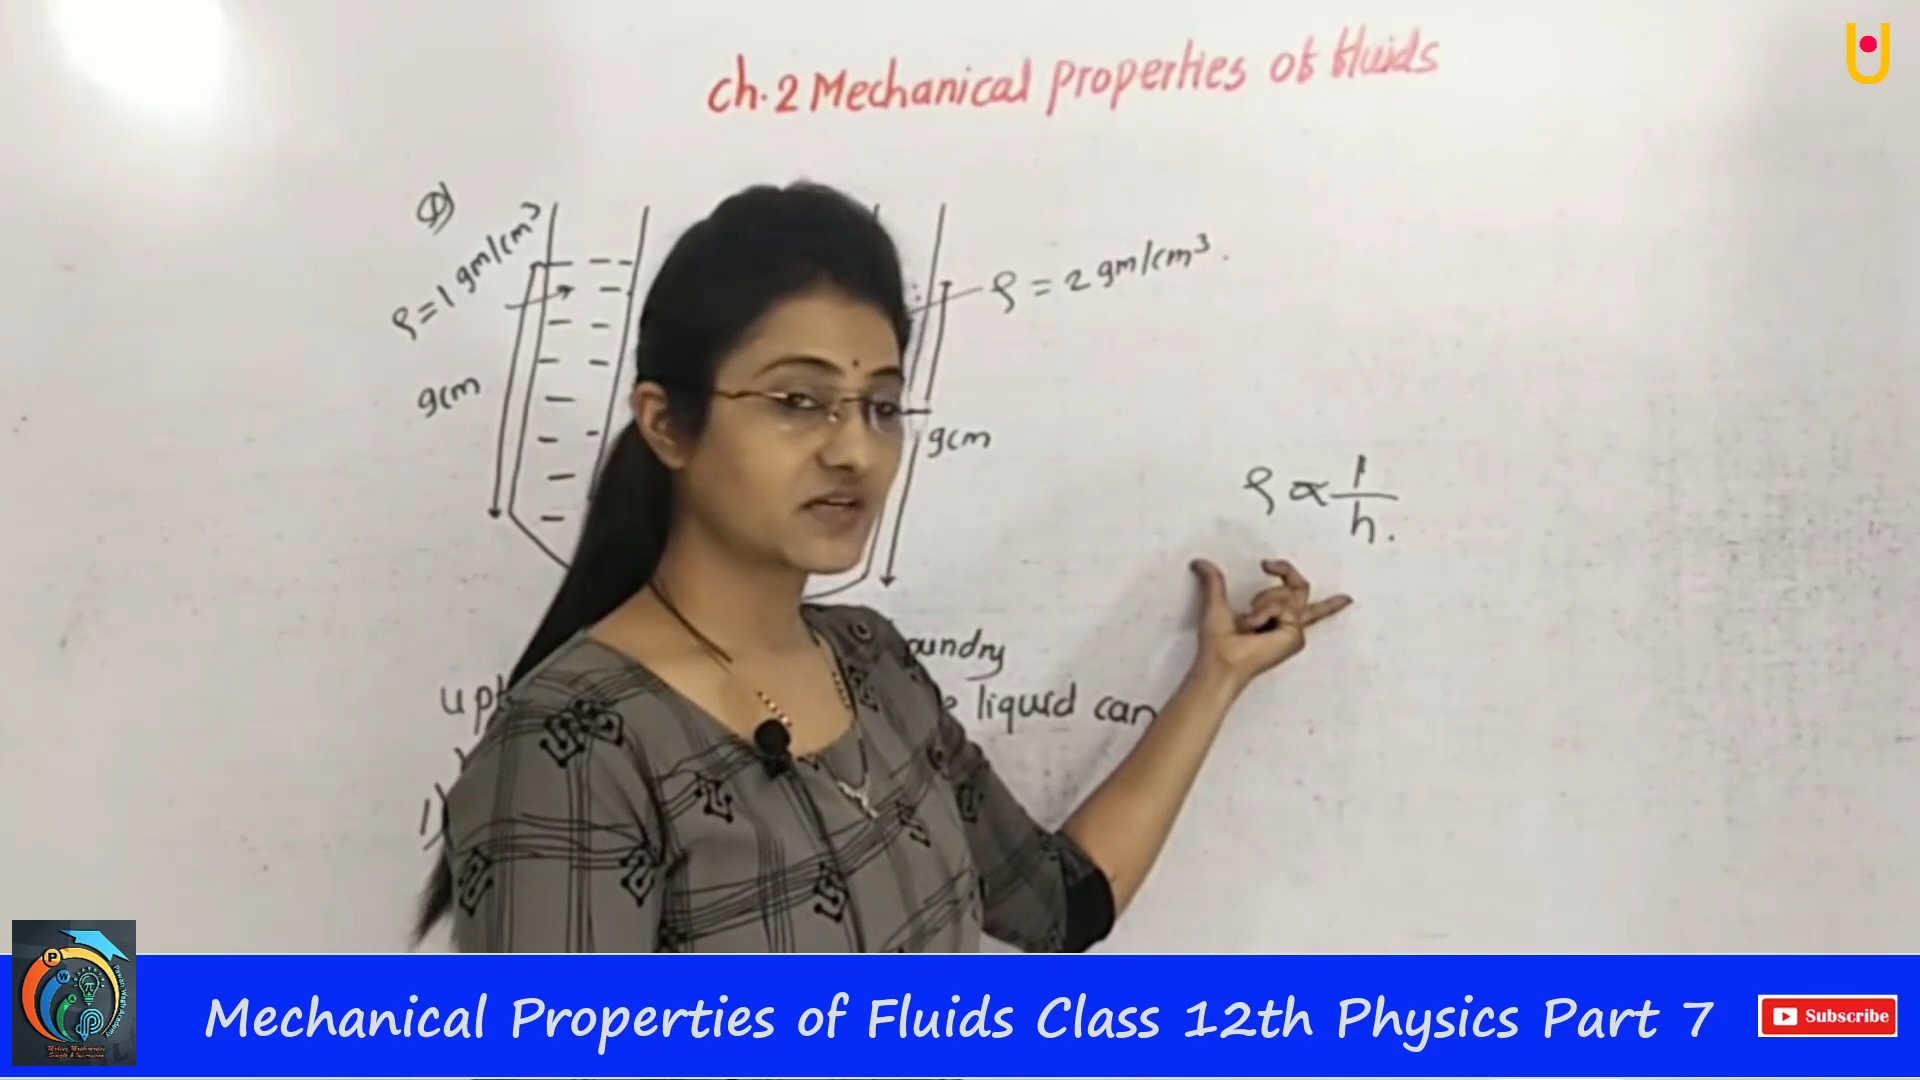 Ch.2 Mechanical Properties of fluids
ρ=1 gm/cm³
ρ = 2 gm/cm³.
9cm
9cm
ρ ∝ 1/h.
liquid can
1)
Mechanical Properties of Fluids Class 12th Physics Part 7
Subscribe